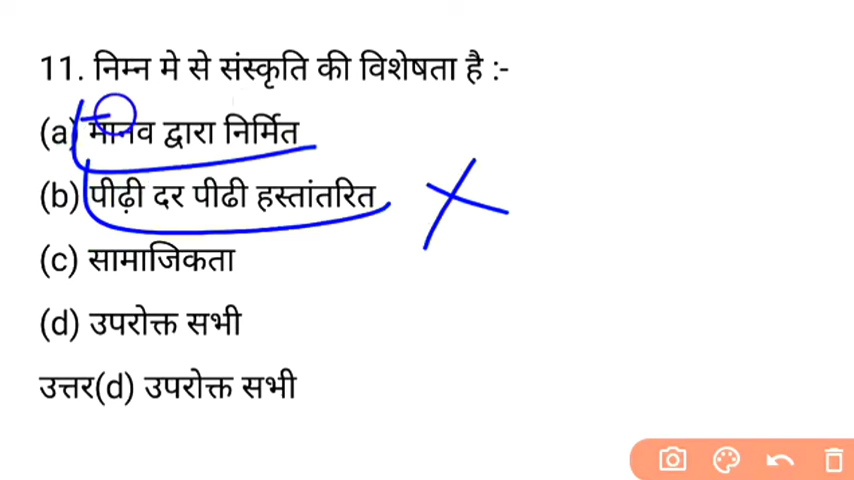 11. निम्न मे से संस्कृति की विशेषता है :-
(a) मानव द्वारा निर्मित
(b) पीढ़ी दर पीढी हस्तांतरित
(c) सामाजिकता
(d) उपरोक्त सभी
उत्तर(d) उपरोक्त सभी